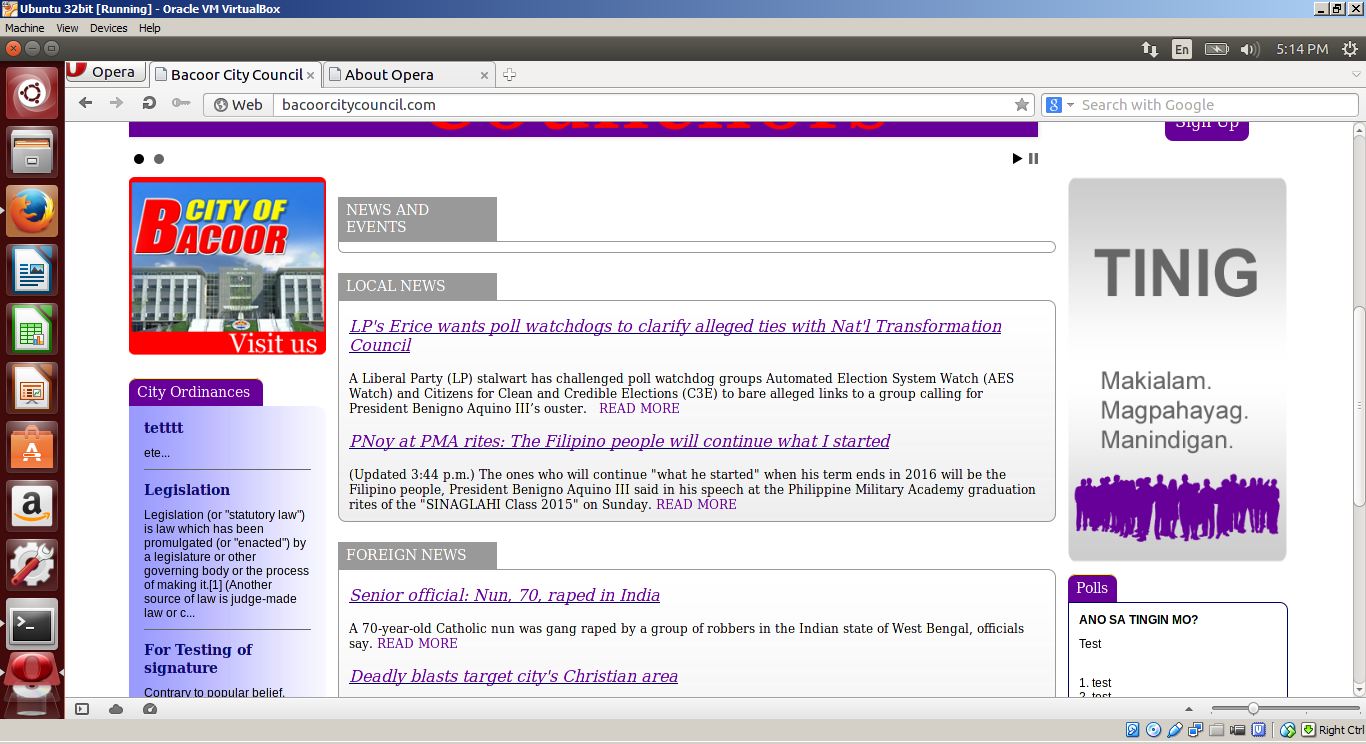 Ubuntu 32bit [Running] - Oracle VM VirtualBox
Machine View Devices Help
En 5:14 PM
Opera
Bacoor City Council
About Opera
Web
bacoorcitycouncil.com
Search with Google
Councilors
Sign Up
CITY OF
BACOOR
Visit us
City Ordinances
tetttt
ete...
Legislation
Legislation (or "statutory law")
is law which has been
promulgated (or "enacted") by
a legislature or other
governing body or the process
of making it.[1] (Another
source of law is judge-made
law or c...
For Testing of
signature
Contrary to popular belief,
NEWS AND
EVENTS
LOCAL NEWS
LP's Erice wants poll watchdogs to clarify alleged ties with Nat'l Transformation
Council
A Liberal Party (LP) stalwart has challenged poll watchdog groups Automated Election System Watch (AES
Watch) and Citizens for Clean and Credible Elections (C3E) to bare alleged links to a group calling for
President Benigno Aquino III’s ouster. READ MORE
PNoy at PMA rites: The Filipino people will continue what I started
(Updated 3:44 p.m.) The ones who will continue "what he started" when his term ends in 2016 will be the
Filipino people, President Benigno Aquino III said in his speech at the Philippine Military Academy graduation
rites of the "SINAGLAHI Class 2015" on Sunday. READ MORE
FOREIGN NEWS
Senior official: Nun, 70, raped in India
A 70-year-old Catholic nun was gang raped by a group of robbers in the Indian state of West Bengal, officials
say. READ MORE
Deadly blasts target city's Christian area
TINIG
Makialam.
Magpahayag.
Manindigan.
Polls
ANO SA TINGIN MO?
Test
1. test
2. test
Right Ctrl